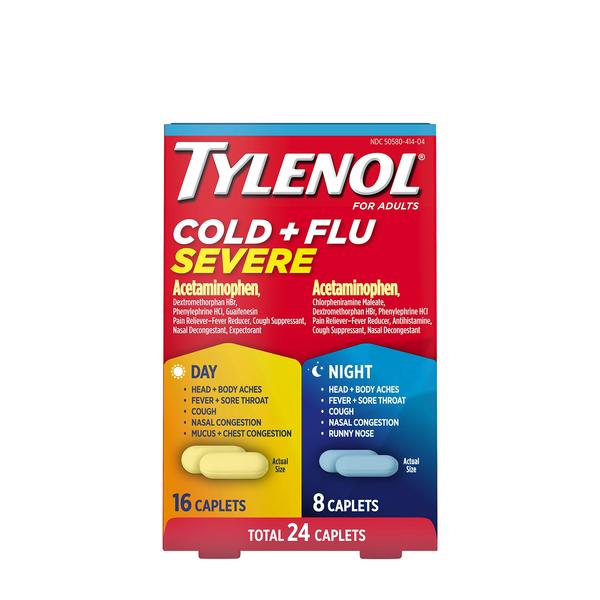 NDC 50580-414-04
TYLENOL®
FOR ADULTS
COLD + FLU
SEVERE
Acetaminophen,
Dextromethorphan HBr,
Phenylephrine HCl, Guaifenesin
Pain Reliever–Fever Reducer, Cough Suppressant,
Nasal Decongestant, Expectorant
Acetaminophen,
Chlorpheniramine Maleate,
Dextromethorphan HBr, Phenylephrine HCl
Pain Reliever–Fever Reducer, Antihistamine,
Cough Suppressant, Nasal Decongestant
DAY
• HEAD + BODY ACHES
• FEVER + SORE THROAT
• COUGH
• NASAL CONGESTION
• MUCUS + CHEST CONGESTION
Actual
Size
16 CAPLETS
NIGHT
• HEAD + BODY ACHES
• FEVER + SORE THROAT
• COUGH
• NASAL CONGESTION
• RUNNY NOSE
Actual
Size
8 CAPLETS
TOTAL 24 CAPLETS